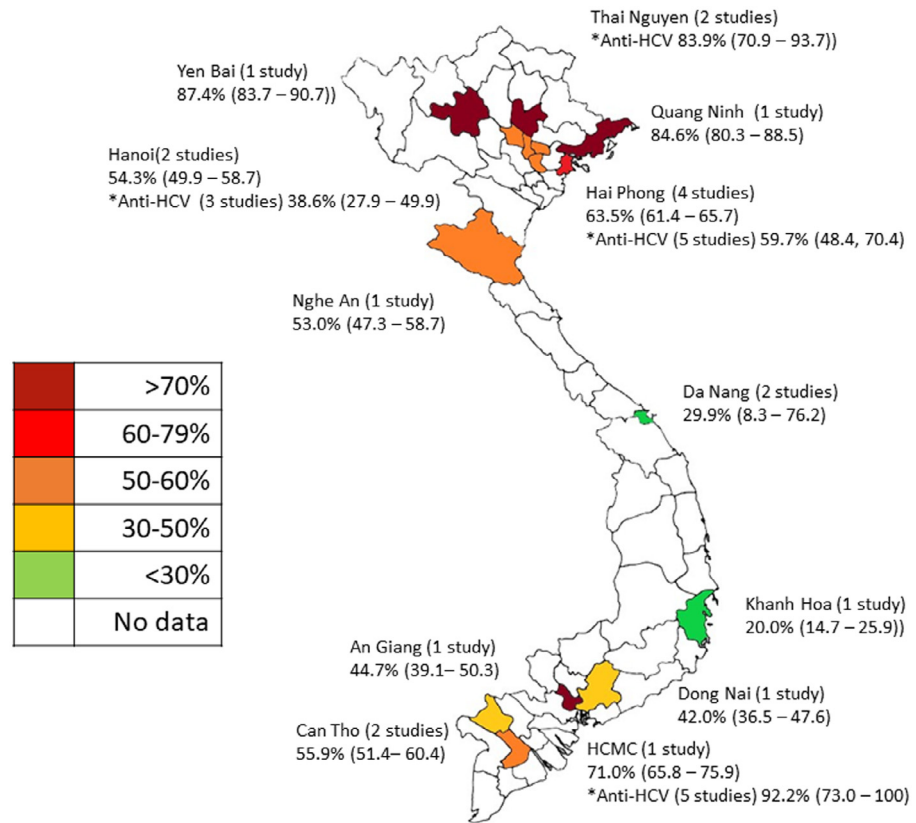 Thai Nguyen (2 studies)
*Anti-HCV 83.9% (70.9 – 93.7))
Yen Bai (1 study)
87.4% (83.7 – 90.7))
Quang Ninh (1 study)
84.6% (80.3 – 88.5)
Hanoi(2 studies)
54.3% (49.9 – 58.7)
*Anti-HCV (3 studies) 38.6% (27.9 – 49.9)
Hai Phong (4 studies)
63.5% (61.4 – 65.7)
*Anti-HCV (5 studies) 59.7% (48.4, 70.4)
Nghe An (1 study)
53.0% (47.3 – 58.7)
>70%
60-79%
50-60%
30-50%
<30%
No data
Da Nang (2 studies)
29.9% (8.3 – 76.2)
Khanh Hoa (1 study)
20.0% (14.7 – 25.9))
An Giang (1 study)
44.7% (39.1– 50.3)
Dong Nai (1 study)
42.0% (36.5 – 47.6)
Can Tho (2 studies)
55.9% (51.4– 60.4)
HCMC (1 study)
71.0% (65.8 – 75.9)
*Anti-HCV (5 studies) 92.2% (73.0 – 100)